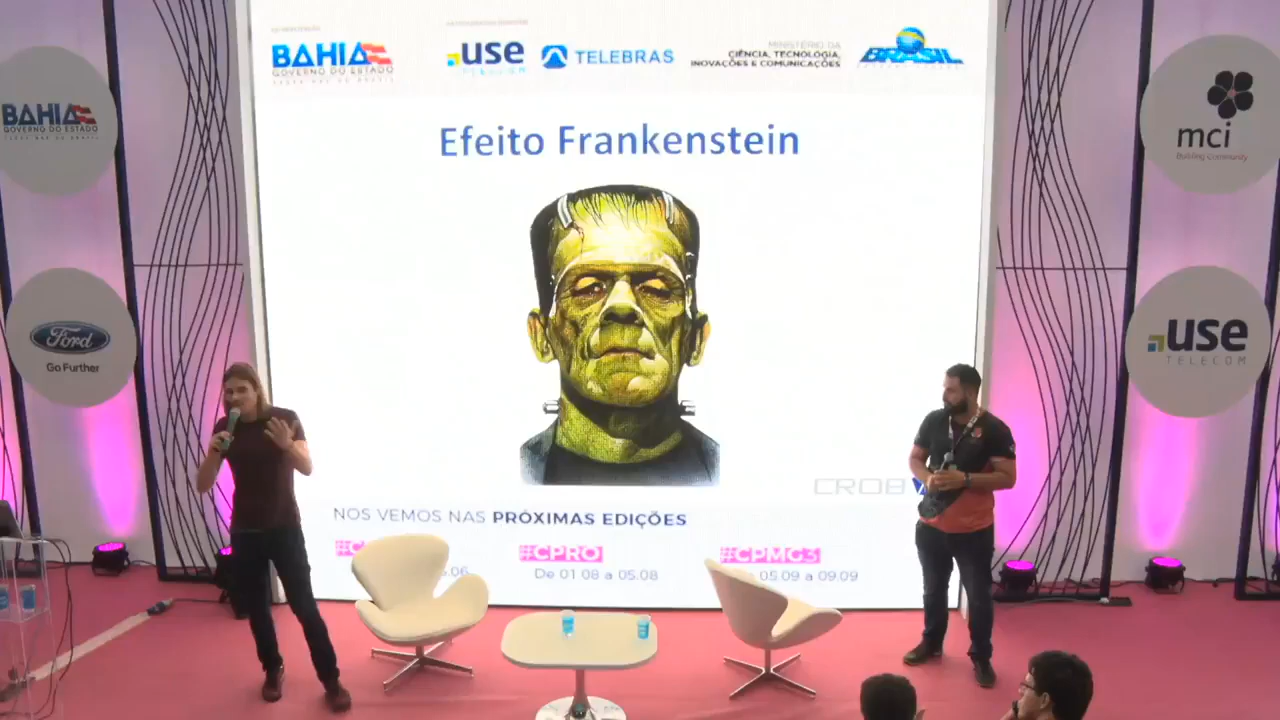 BAHIA
GOVERNO DO ESTADO
USE
TELECOM
TELEBRAS
MINISTÉRIO DA
CIÊNCIA, TECNOLOGIA,
INOVAÇÕES E COMUNICAÇÕES
BRASIL
Efeito Frankenstein
CROB
NOS VEMOS NAS PRÓXIMAS EDIÇÕES
#CPRO
#CPMG3
De 01.08 a 05.08
05.09 a 09.09
BAHIA
GOVERNO DO ESTADO
Ford
Go Further
mci
building community
USE
TELECOM